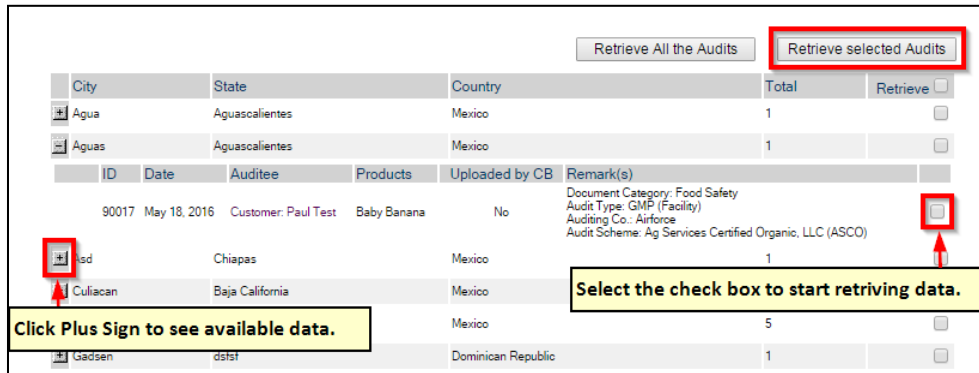 Retrieve All the Audits Retrieve selected Audits
City State Country Total Retrieve
Agua Aguascalientes Mexico 1
Aguas Aguascalientes Mexico 1
ID Date Auditee Products Uploaded by CB Remark(s)
Document Category: Food Safety
Audit Type: GMP (Facility)
90017 May 18, 2016 Customer: Paul Test Baby Banana No
Auditing Co.: Airforce
Audit Scheme: Ag Services Certified Organic, LLC (ASCO)
Asd Chiapas Mexico 1
Culiacan Baja California Mexico
Select the check box to start retriving data.
Click Plus Sign to see available data.
Mexico 5
Gadsen dsfsf Dominican Republic 1